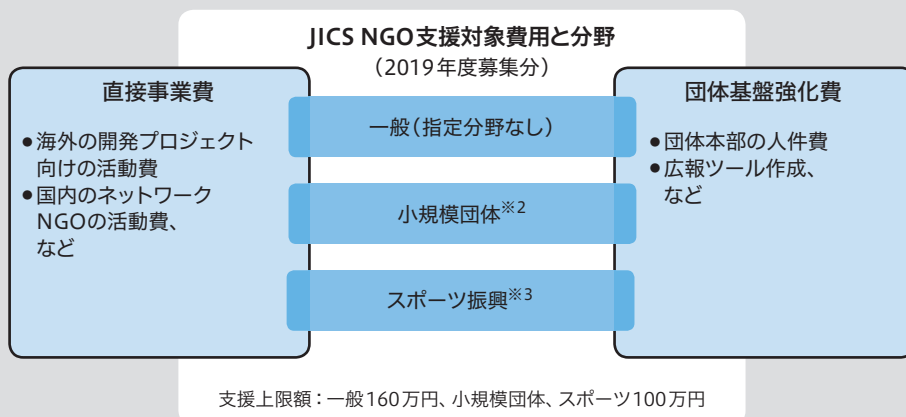 JICS NGO支援対象費用と分野
（2019年度募集分）
直接事業費
●海外の開発プロジェクト
向けの活動費
●国内のネットワーク
NGOの活動費、
など
一般（指定分野なし）
小規模団体※2
スポーツ振興※3
団体基盤強化費
●団体本部の人件費
●広報ツール作成、
など
支援上限額：一般160万円、小規模団体、スポーツ100万円